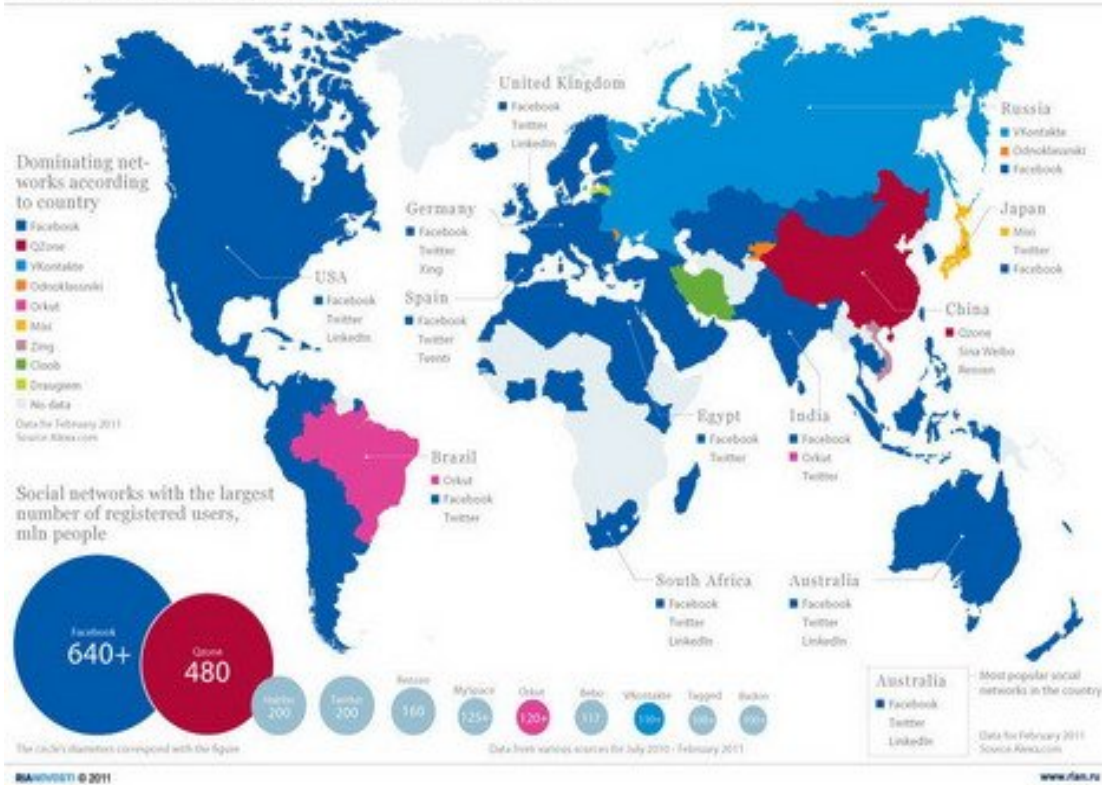 United Kingdom
Facebook
Twitter
LinkedIn
Russia
VKontakte
Odnoklassniki
Facebook
Dominating net-
works according
to country
Facebook
QZone
VKontakte
Odnoklassniki
Orkut
Mixi
Zing
Cloob
Draugiem
No data
Data for February 2011
Source Alexa.com
Germany
Facebook
Twitter
Xing
Japan
Mixi
Twitter
Facebook
USA
Facebook
Twitter
LinkedIn
Spain
Facebook
Twitter
Tuenti
China
Qzone
Sina Weibo
Renren
Egypt
Facebook
Twitter
India
Facebook
Orkut
Twitter
Brazil
Orkut
Facebook
Twitter
Social networks with the largest
number of registered users,
mln people
South Africa
Facebook
Twitter
LinkedIn
Australia
Facebook
Twitter
LinkedIn
Facebook
640+
Qzone
480
200
Twitter
200
Renren
160
MySpace
125+
Orkut
120+
Bebo
117
VKontakte
110+
Tagged
100+
Badoo
100+
Australia
Facebook
Twitter
LinkedIn
Most popular social
networks in the country
Data for February 2011
Source Alexa.com
The circle's diameters correspond with the figure
Data from various sources for July 2010 - February 2011
RIANOVOSTI © 2011
www.rian.ru